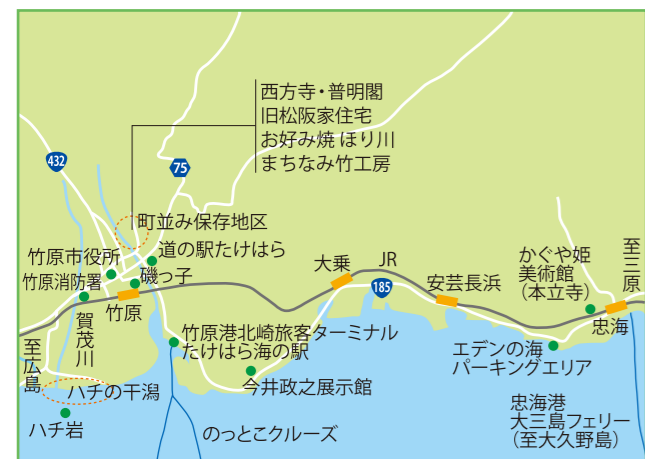 西方寺・普明閣
旧松阪家住宅
お好み焼 ほり川
まちなみ竹工房
432
75
町並み保存地区
道の駅たけはら
竹原市役所
竹原消防署
磯っ子
竹原
賀茂川
至広島
大乗
JR
185
安芸長浜
かぐや姫
美術館
(本立寺)
至三原
忠海
竹原港北崎旅客ターミナル
たけはら海の駅
今井政之展示館
エデンの海
パーキングエリア
ハチの干潟
ハチ岩
のっとこクルーズ
忠海港
大三島フェリー
(至大久野島)